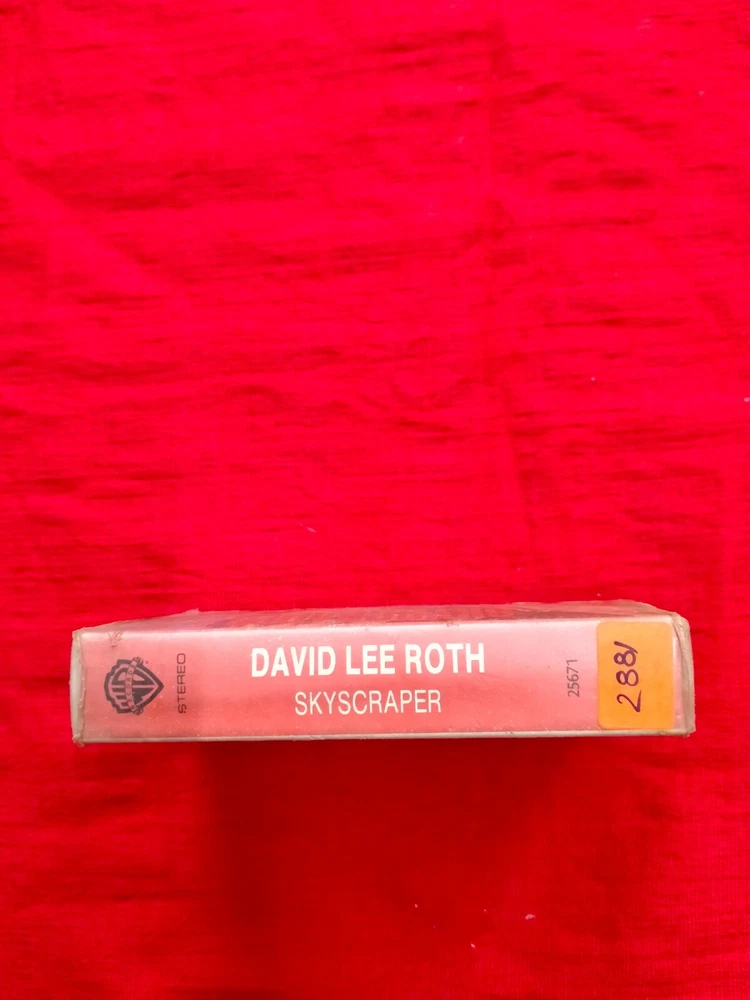 STEREO
DAVID LEE ROTH
SKYSCRAPER
25671
2881